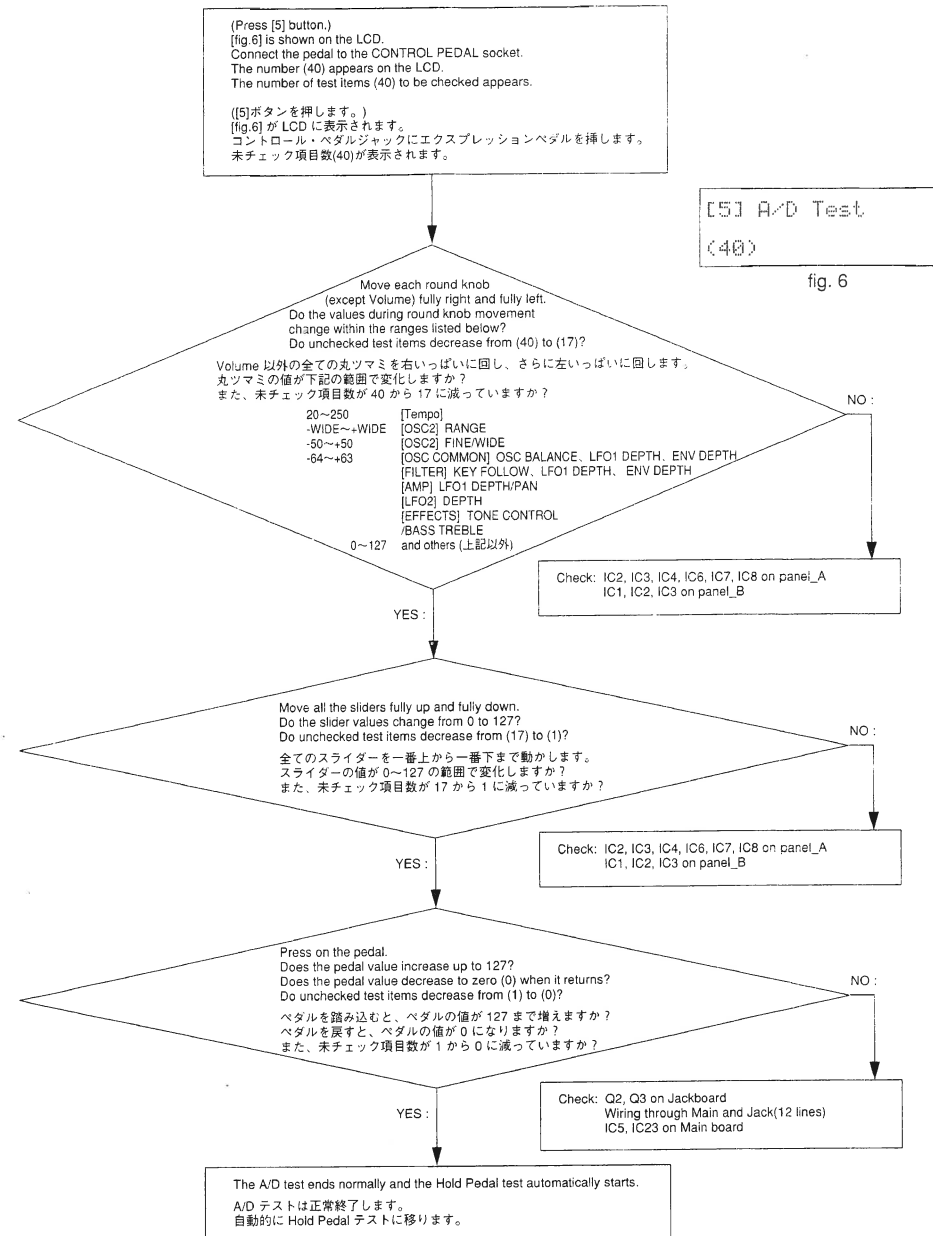 (Press [5] button.)
[fig.6] is shown on the LCD.
Connect the pedal to the CONTROL PEDAL socket.
The number (40) appears on the LCD.
The number of test items (40) to be checked appears.
([5]ボタンを押します。)
[fig.6] が LCD に表示されます。
コントロール・ペダルジャックにエクスプレッションペダルを挿します。
未チェック項目数(40)が表示されます。
[5] A/D Test
(40)
fig. 6
Move each round knob
(except Volume) fully right and fully left.
Do the values during round knob movement
change within the ranges listed below?
Do unchecked test items decrease from (40) to (17)?
Volume 以外の全ての丸ツマミを右いっぱいに回し、さらに左いっぱいに回します。
丸ツマミの値が下記の範囲で変化しますか？
また、未チェック項目数が 40 から 17 に減っていますか？
20～250 [Tempo]
-WIDE～+WIDE [OSC2] RANGE
-50～+50 [OSC2] FINE/WIDE
-64～+63 [OSC COMMON] OSC BALANCE、LFO1 DEPTH、ENV DEPTH
[FILTER] KEY FOLLOW、LFO1 DEPTH、 ENV DEPTH
[AMP] LFO1 DEPTH/PAN
[LFO2] DEPTH
[EFFECTS] TONE CONTROL
/BASS TREBLE
0～127 and others (上記以外)
NO :
Check: IC2, IC3, IC4, IC6, IC7, IC8 on panel_A
IC1, IC2, IC3 on panel_B
YES :
Move all the sliders fully up and fully down.
Do the slider values change from 0 to 127?
Do unchecked test items decrease from (17) to (1)?
全てのスライダーを一番上から一番下まで動かします。
スライダーの値が 0～127 の範囲で変化しますか？
また、未チェック項目数が 17 から 1 に減っていますか？
NO :
Check: IC2, IC3, IC4, IC6, IC7, IC8 on panel_A
IC1, IC2, IC3 on panel_B
YES :
Press on the pedal.
Does the pedal value increase up to 127?
Does the pedal value decrease to zero (0) when it returns?
Do unchecked test items decrease from (1) to (0)?
ペダルを踏み込むと、ペダルの値が 127 まで増えますか？
ペダルを戻すと、ペダルの値が 0 になりますか？
また、未チェック項目数が 1 から 0 に減っていますか？
NO :
Check: Q2, Q3 on Jackboard
Wiring through Main and Jack(12 lines)
IC5, IC23 on Main board
YES :
The A/D test ends normally and the Hold Pedal test automatically starts.
A/D テストは正常終了します。
自動的に Hold Pedal テストに移ります。